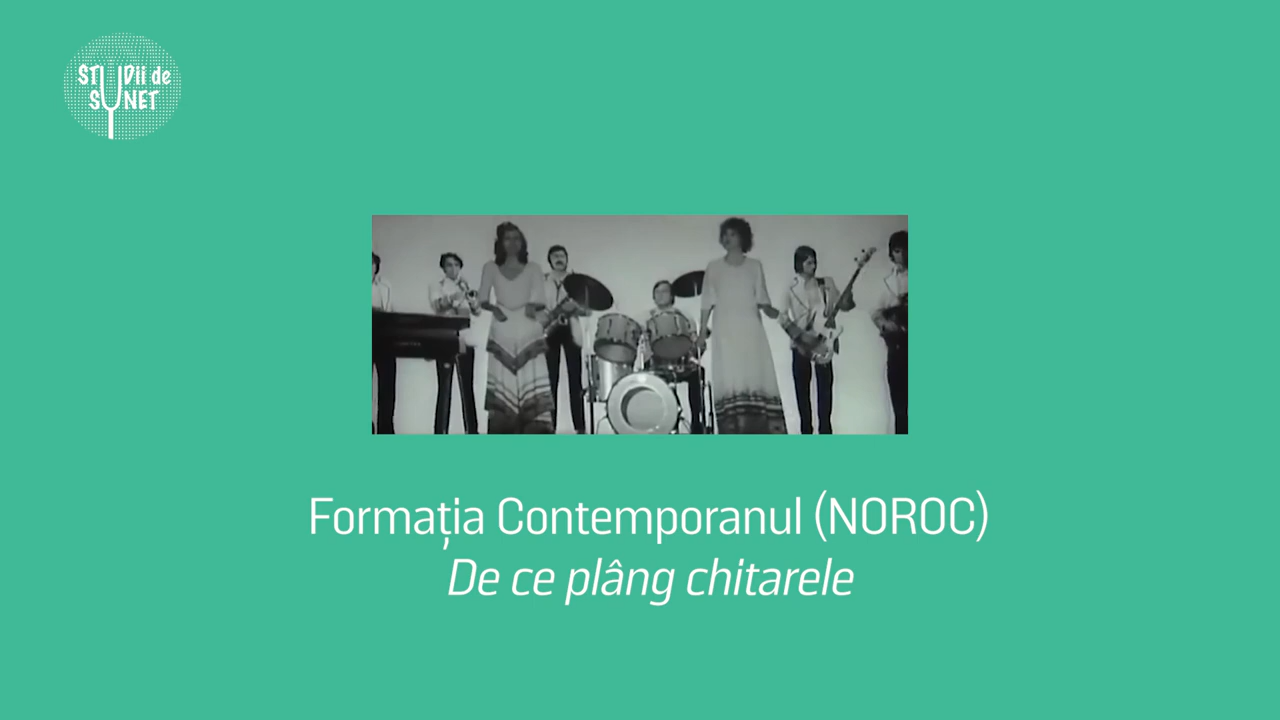 STUDII de
SUNET
Formația Contemporanul (NOROC)
De ce plâng chitarele